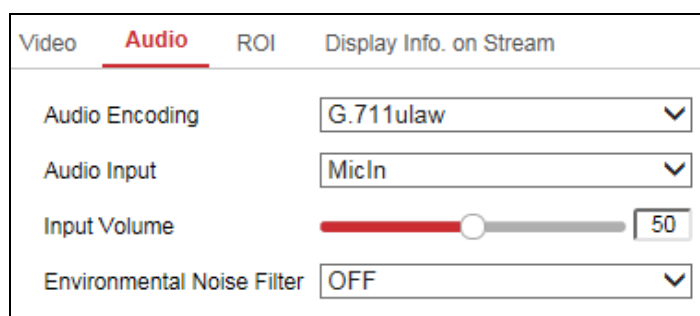 Video Audio ROI Display Info. on Stream
Audio Encoding G.711ulaw
Audio Input MicIn
Input Volume 50
Environmental Noise Filter OFF